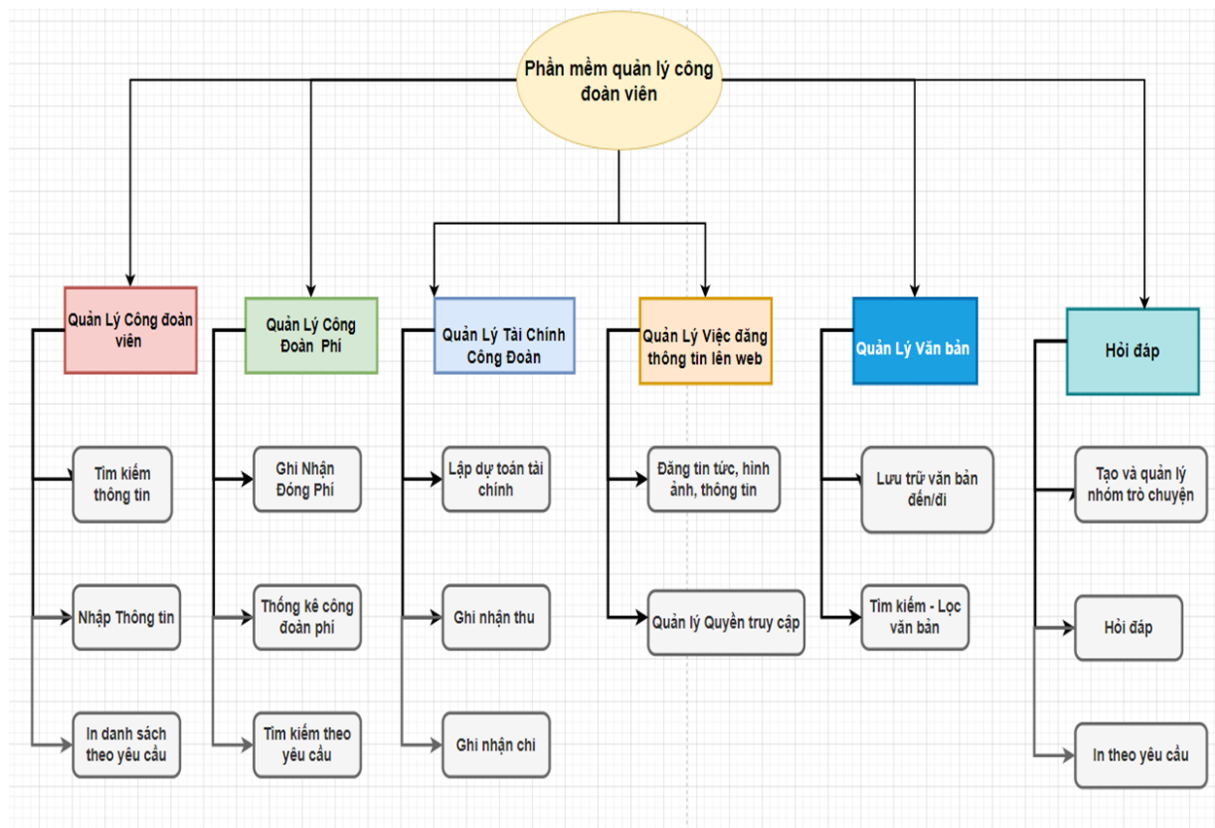 Phần mềm quản lý công
đoàn viên
Quản Lý Công đoàn
viên
Quản Lý Công
Đoàn Phí
Quản Lý Tài Chính
Công Đoàn
Quản Lý Việc đăng
thông tin lên web
Quản Lý Văn bản
Hỏi đáp
Tìm kiếm
thông tin
Ghi Nhận
Đóng Phí
Lập dự toán tài
chính
Đăng tin tức, hình
ảnh, thông tin
Lưu trữ văn bản
đến/đi
Tạo và quản lý
nhóm trò chuyện
Nhập Thông tin
Thống kê công
đoàn phí
Ghi nhận thu
Quản lý Quyền truy cập
Tìm kiếm - Lọc
văn bản
Hỏi đáp
In danh sách
theo yêu cầu
Tìm kiếm theo
yêu cầu
Ghi nhận chi
In theo yêu cầu